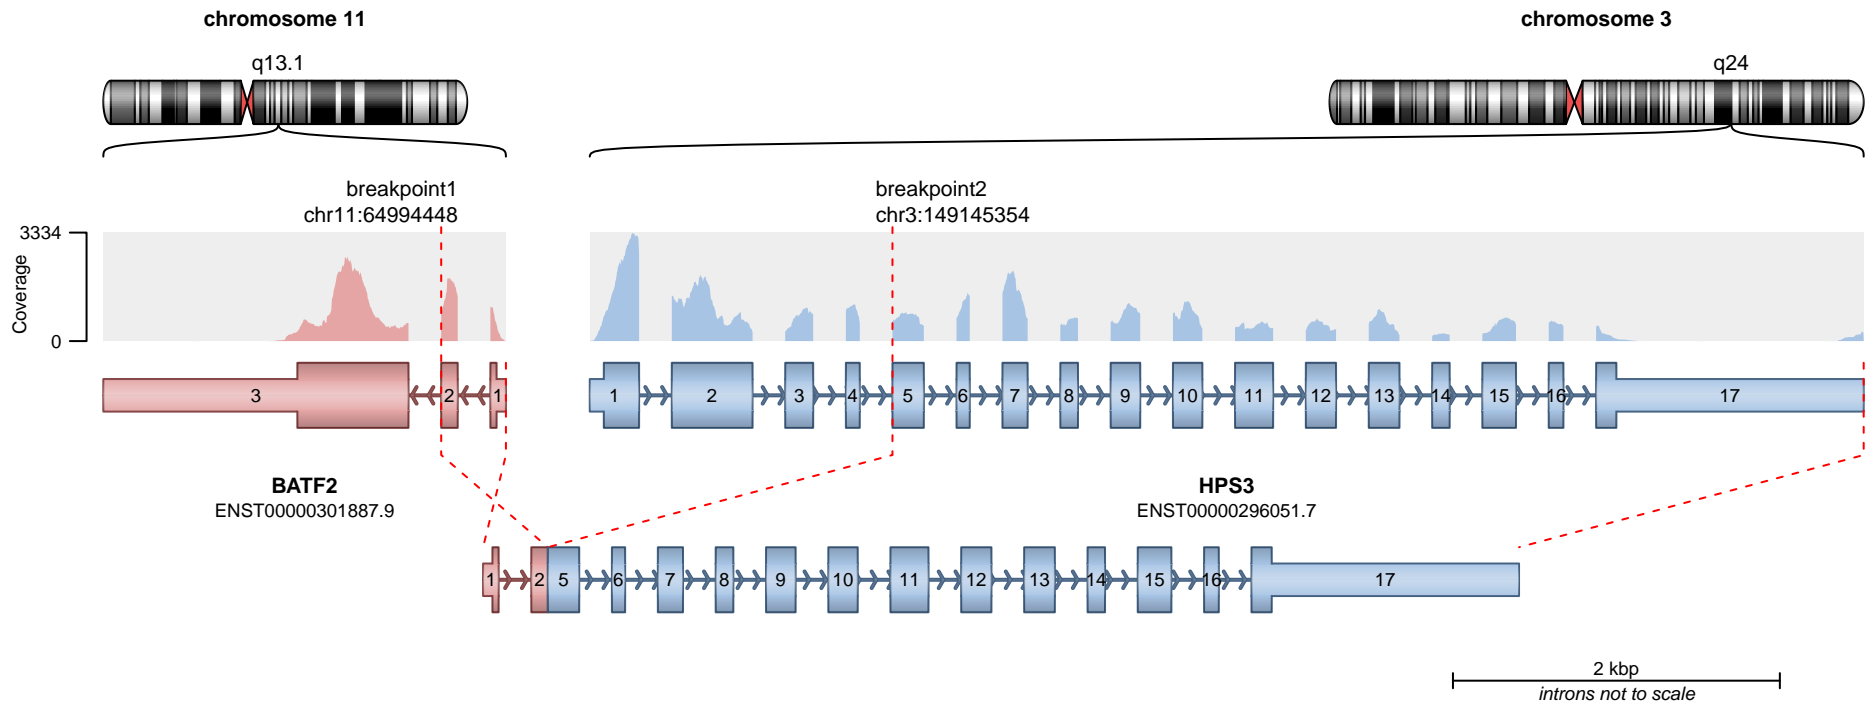 chromosome 11
chromosome 3
q13.1
q24
breakpoint1
chr11:64994448
breakpoint2
chr3:149145354
3334
Coverage
0
3 2 1
1 2 3 4 5 6 7 8 9 10 11 12 13 14 15 16 17
BATF2
ENST00000301887.9
HPS3
ENST00000296051.7
1 2 5 6 7 8 9 10 11 12 13 14 15 16 17
2 kbp
introns not to scale